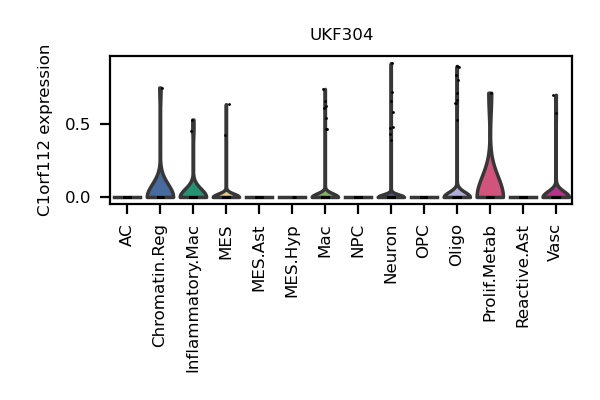 UKF304
C1orf112 expression
0.5
0.0
AC
Chromatin.Reg
Inflammatory.Mac
MES
MES.Ast
MES.Hyp
Mac
NPC
Neuron
OPC
Oligo
Prolif.Metab
Reactive.Ast
Vasc